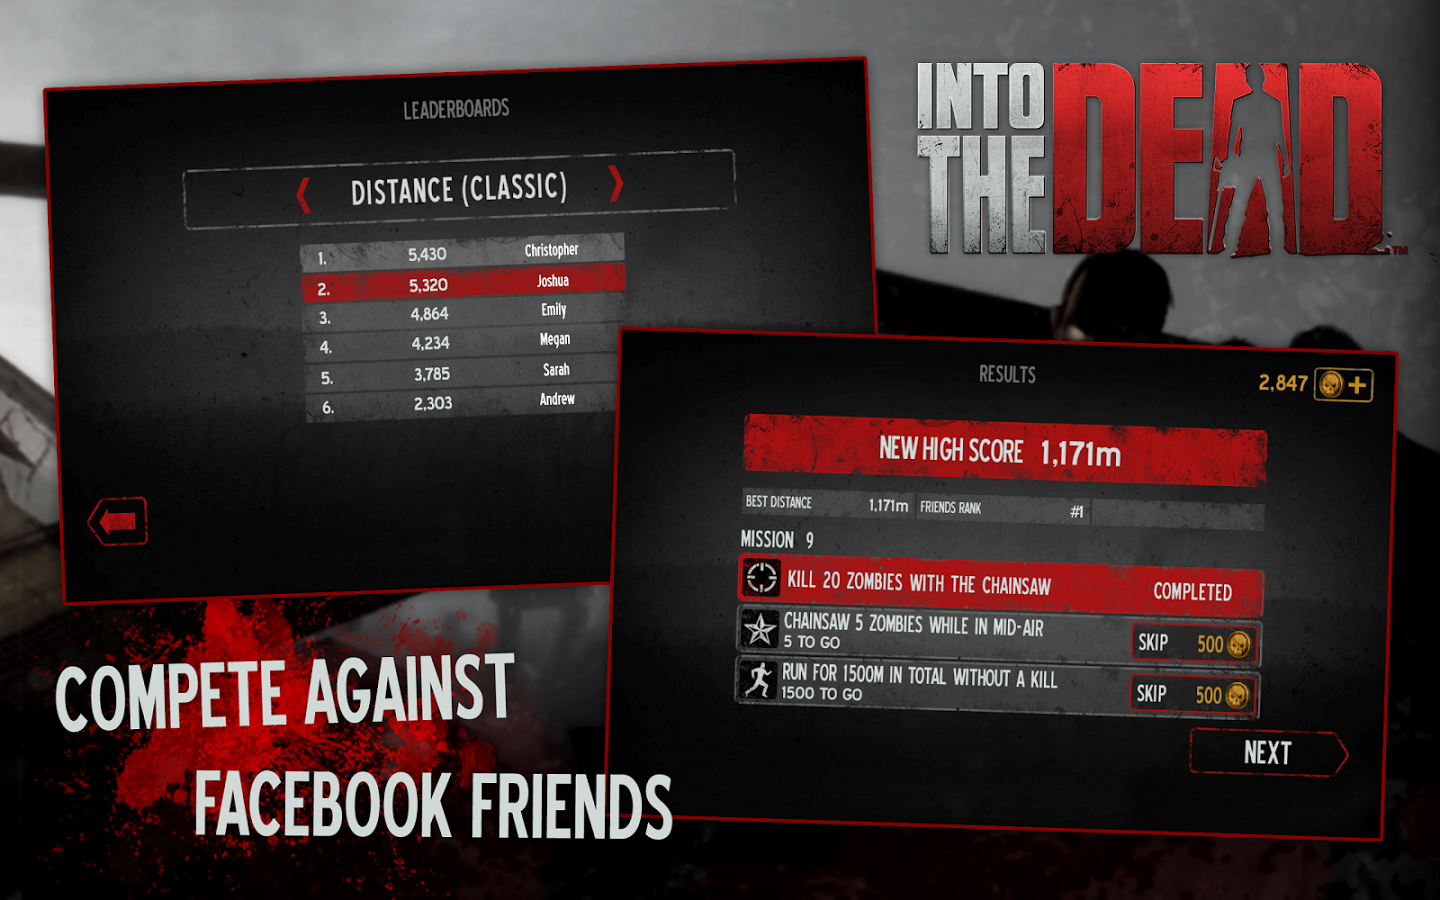 LEADERBOARDS
DISTANCE (CLASSIC)
1. 5,430 Christopher
2. 5,320 Joshua
3. 4,864 Emily
4. 4,234 Megan
5. 3,785 Sarah
6. 2,303 Andrew
INTO
THE
DEAD™
RESULTS
2,847 +
NEW HIGH SCORE 1,171m
BEST DISTANCE 1,171m FRIENDS RANK #1
MISSION 9
KILL 20 ZOMBIES WITH THE CHAINSAW COMPLETED
CHAINSAW 5 ZOMBIES WHILE IN MID-AIR
5 TO GO
SKIP 500
RUN FOR 1500M IN TOTAL WITHOUT A KILL
1500 TO GO
SKIP 500
NEXT
COMPETE AGAINST
FACEBOOK FRIENDS